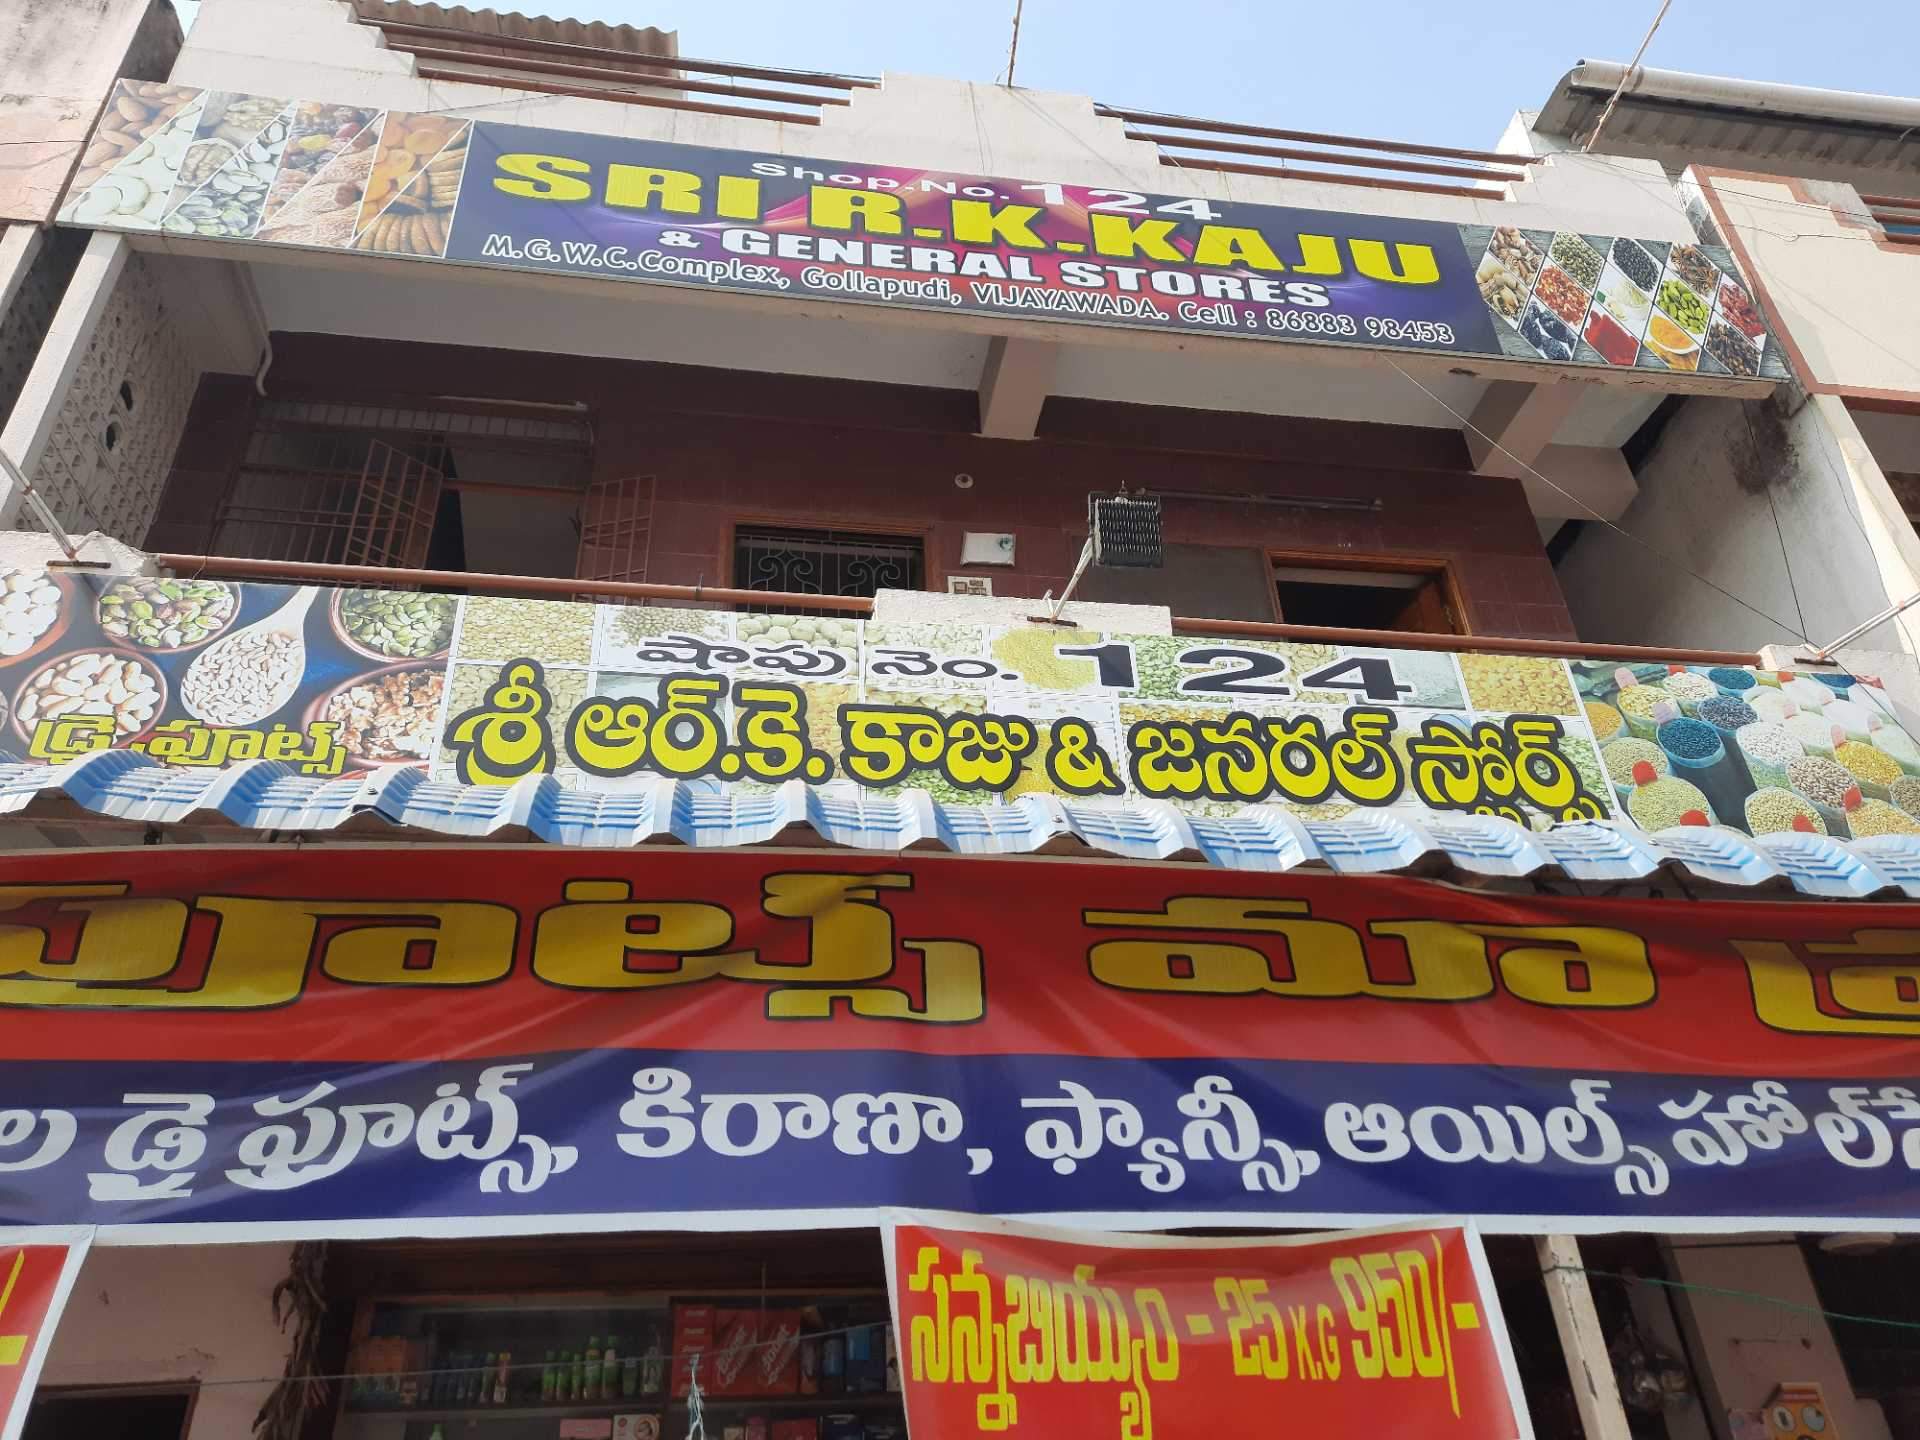 Shop.No. 124
SRI R.K.KAJU
& GENERAL STORES
M.G.W.C.Complex, Gollapudi, VIJAYAWADA. Cell : 86883 98453
షాపు నెం. 124
డ్రై ఫ్రూట్స్
శ్రీ ఆర్.కె. కాజు & జనరల్ స్టోర్స్
ఫ్రూట్స్ మా
ల డ్రై ఫ్రూట్స్, కిరాణా, ఫ్యాన్సీ, ఆయిల్స్ హోల్‌సే
సన్నబియ్యం - 25 K.G 950/-
/-